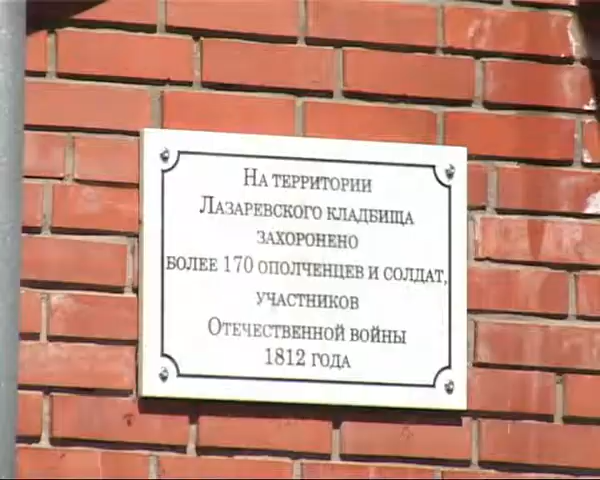 На территории
Лазаревского кладбища
захоронено
более 170 ополченцев и солдат,
участников
Отечественной войны
1812 года